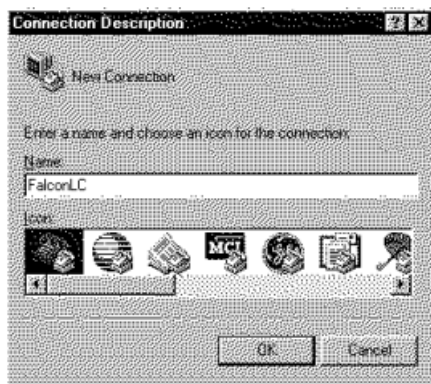 Connection Description
New Connection
Enter a name and choose an icon for the connection:
Name:
FalconLC
Icon:
MCI
OK
Cancel